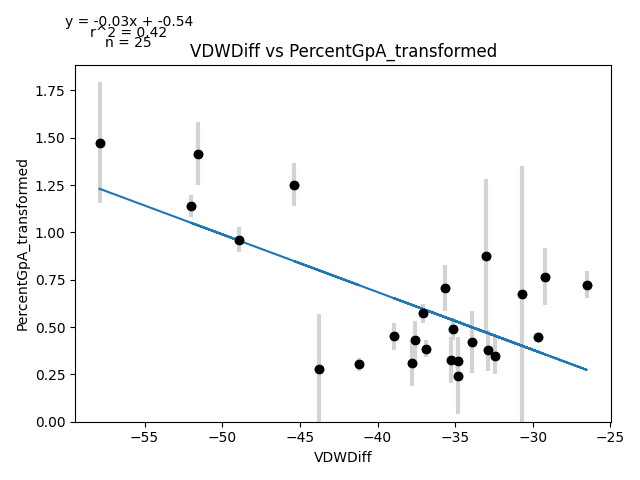 y = -0.03x + -0.54
r^2 = 0.42
n = 25
VDWDiff vs PercentGpA_transformed
1.75
1.50
1.25
1.00
0.75
0.50
0.25
0.00
PercentGpA_transformed
−55
−50
−45
−40
−35
−30
−25
VDWDiff